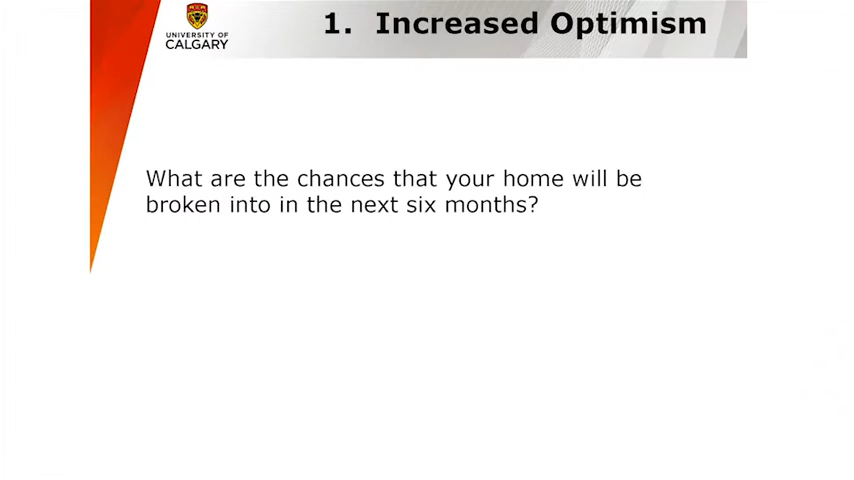 UNIVERSITY OF
CALGARY
1. Increased Optimism
What are the chances that your home will be
broken into in the next six months?